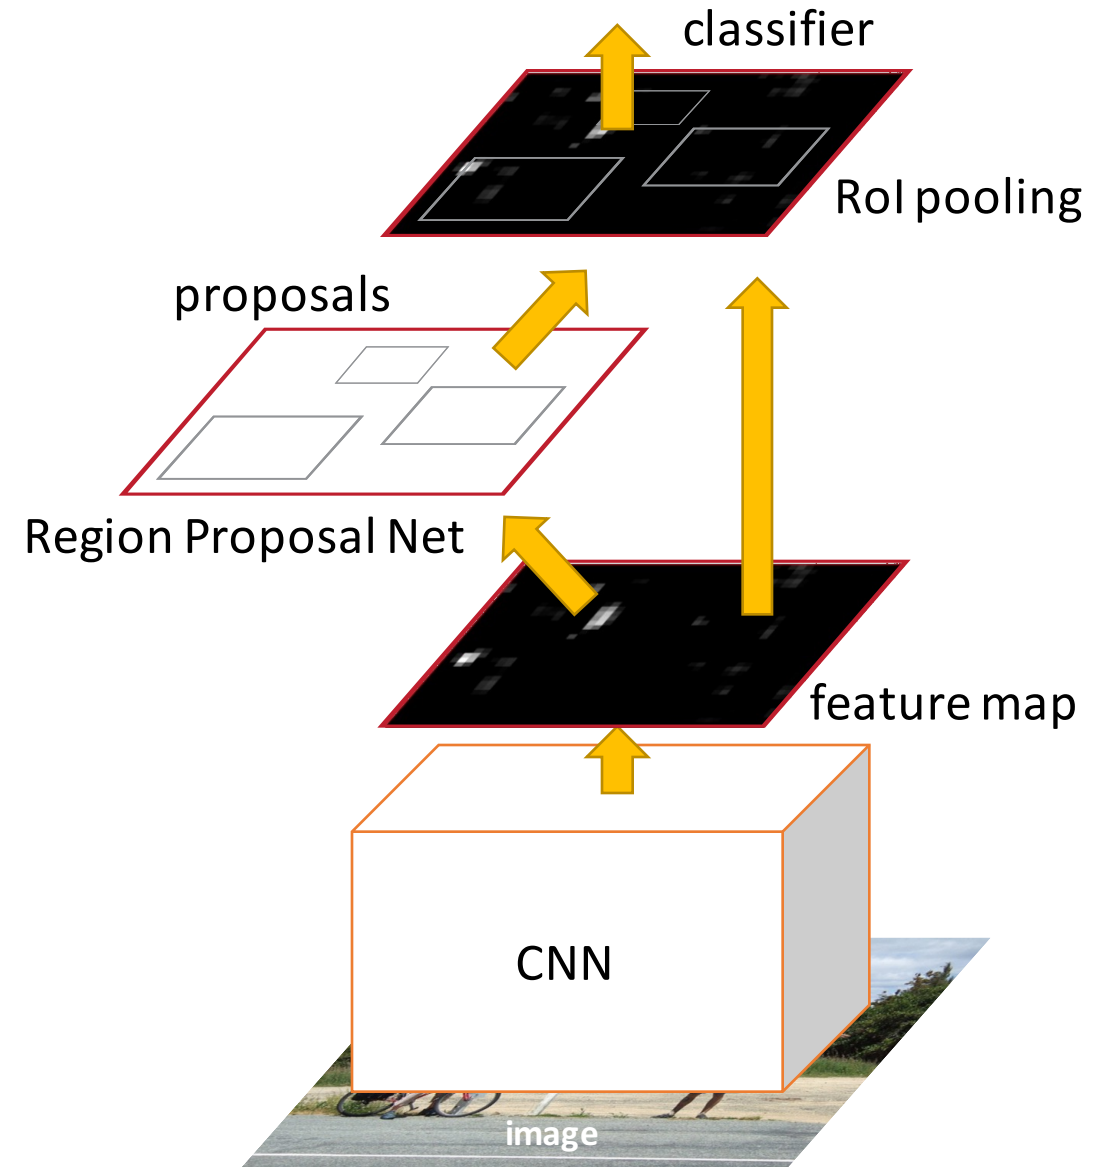 classifier
RoI pooling
proposals
Region Proposal Net
feature map
CNN
image